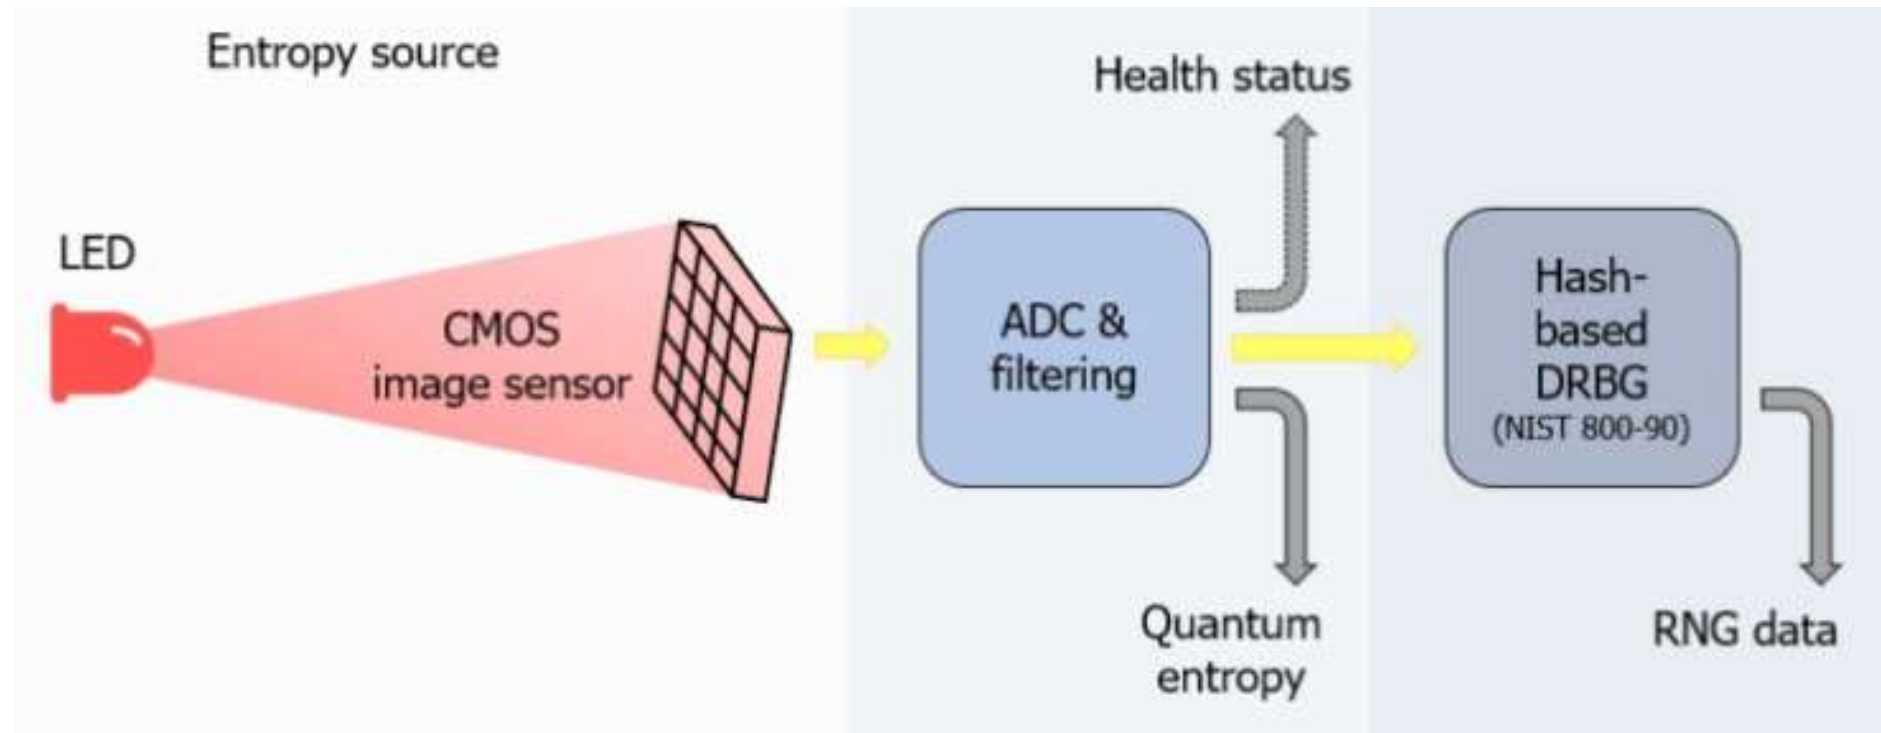 Entropy source
LED
CMOS
image sensor
Health status
ADC &
filtering
Quantum
entropy
Hash-
based
DRBG
(NIST 800-90)
RNG data